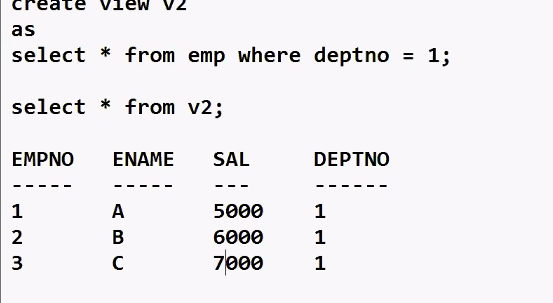 create view v2
as
select * from emp where deptno = 1;
select * from v2;
EMPNO ENAME SAL DEPTNO
----- ----- --- ------
1 A 5000 1
2 B 6000 1
3 C 7000 1